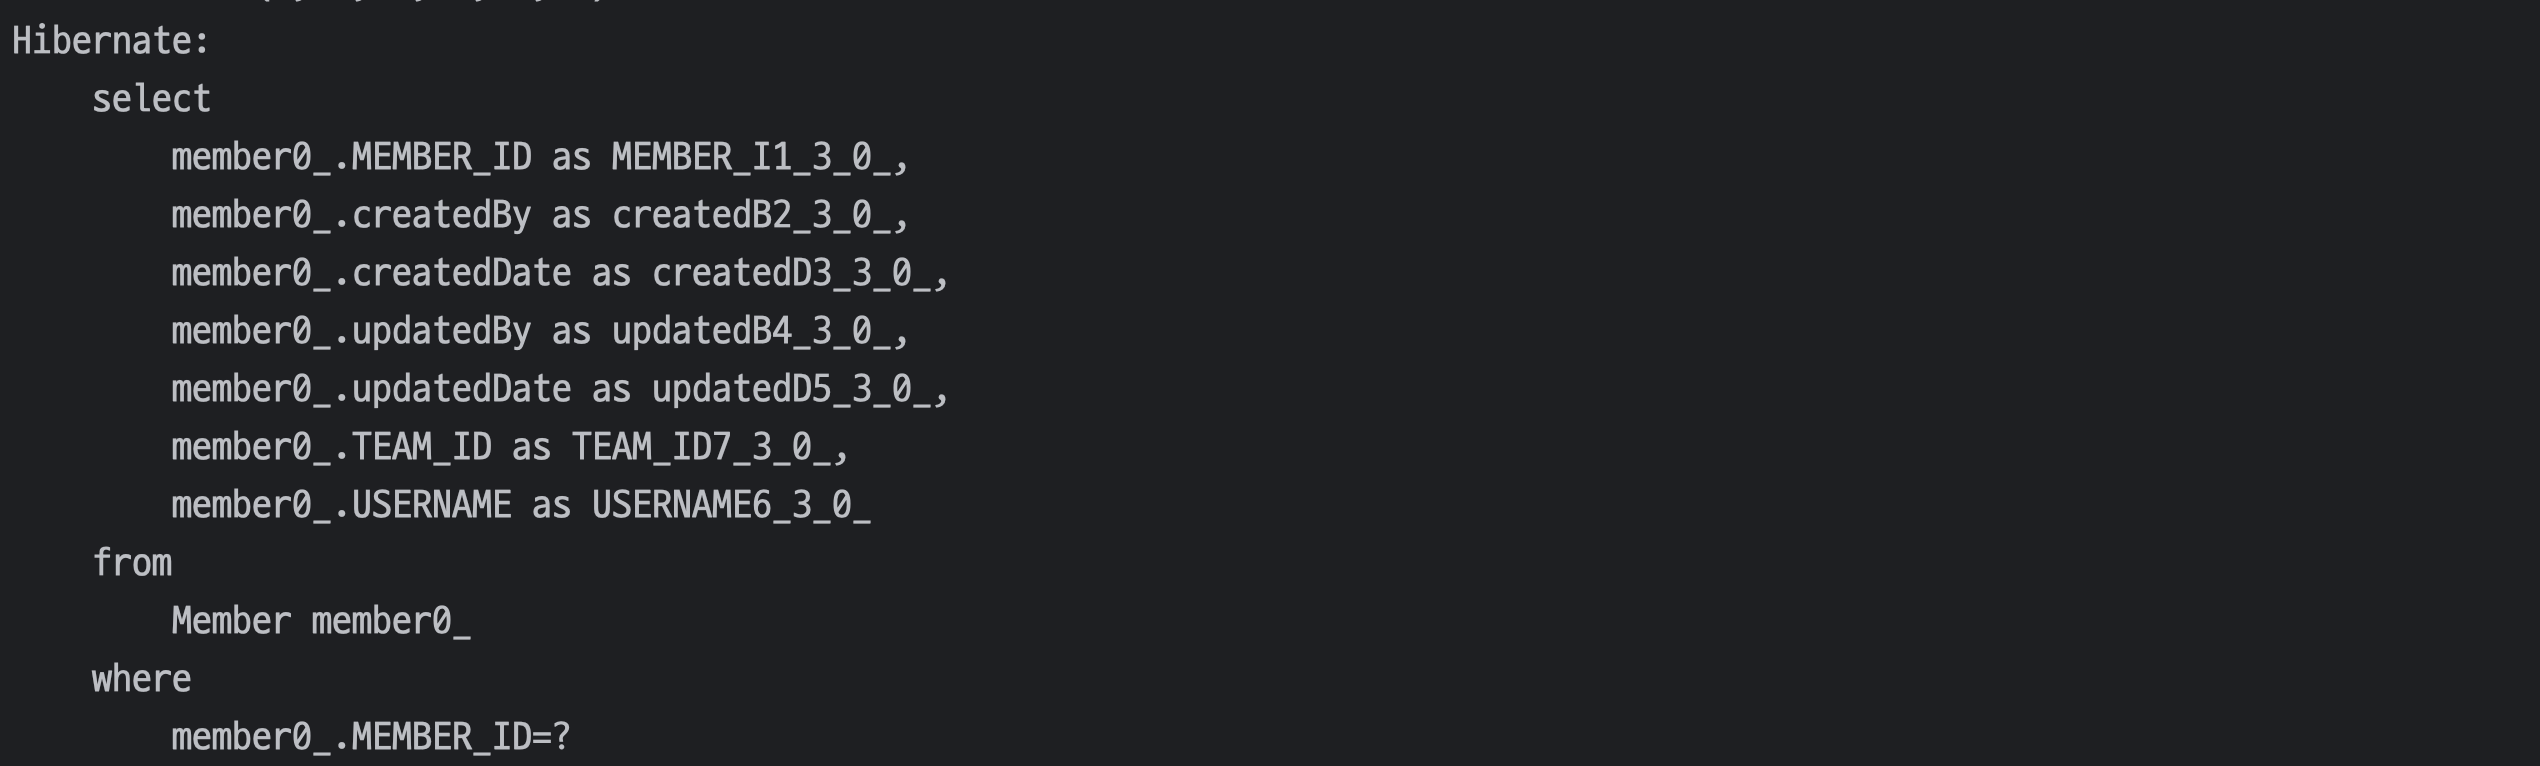 Hibernate:
    select
        member0_.MEMBER_ID as MEMBER_I1_3_0_,
        member0_.createdBy as createdB2_3_0_,
        member0_.createdDate as createdD3_3_0_,
        member0_.updatedBy as updatedB4_3_0_,
        member0_.updatedDate as updatedD5_3_0_,
        member0_.TEAM_ID as TEAM_ID7_3_0_,
        member0_.USERNAME as USERNAME6_3_0_
    from
        Member member0_
    where
        member0_.MEMBER_ID=?